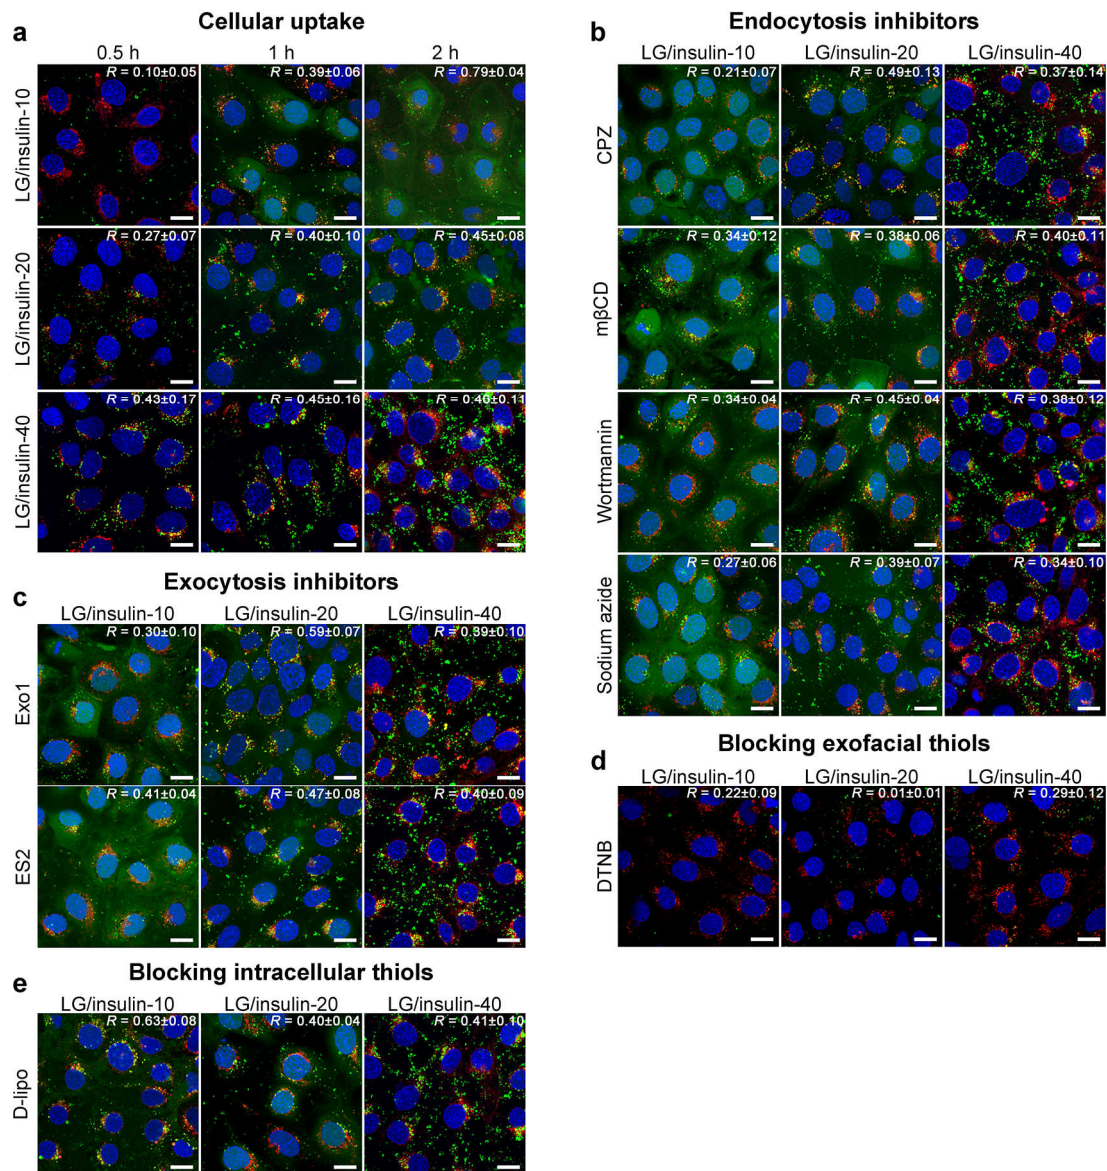 a
Cellular uptake
0.5 h
1 h
2 h
LG/insulin-10
R = 0.10±0.05
R = 0.39±0.06
R = 0.79±0.04
LG/insulin-20
R = 0.27±0.07
R = 0.40±0.10
R = 0.45±0.08
LG/insulin-40
R = 0.43±0.17
R = 0.45±0.16
R = 0.46±0.11
b
Endocytosis inhibitors
LG/insulin-10
LG/insulin-20
LG/insulin-40
CPZ
R = 0.21±0.07
R = 0.49±0.13
R = 0.37±0.14
mβCD
R = 0.34±0.12
R = 0.38±0.06
R = 0.40±0.11
Wortmannin
R = 0.34±0.04
R = 0.45±0.04
R = 0.38±0.12
Sodium azide
R = 0.27±0.06
R = 0.39±0.07
R = 0.34±0.10
c
Exocytosis inhibitors
LG/insulin-10
LG/insulin-20
LG/insulin-40
Exo1
R = 0.30±0.10
R = 0.59±0.07
R = 0.39±0.10
ES2
R = 0.41±0.04
R = 0.47±0.08
R = 0.40±0.09
d
Blocking exofacial thiols
LG/insulin-10
LG/insulin-20
LG/insulin-40
DTNB
R = 0.22±0.09
R = 0.01±0.01
R = 0.29±0.12
e
Blocking intracellular thiols
LG/insulin-10
LG/insulin-20
LG/insulin-40
D-lipo
R = 0.63±0.08
R = 0.40±0.04
R = 0.41±0.10